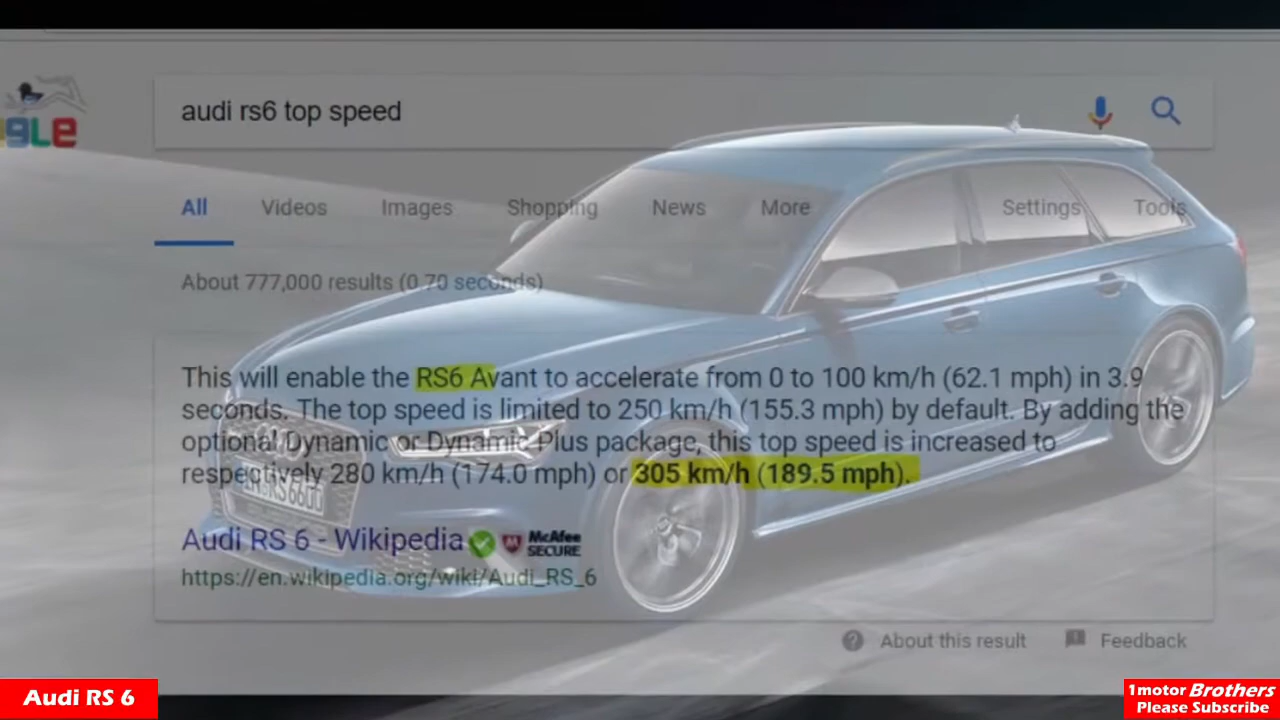 gle
audi rs6 top speed
All Videos Images Shopping News More Settings Tools
About 777,000 results (0.70 seconds)
This will enable the RS6 Avant to accelerate from 0 to 100 km/h (62.1 mph) in 3.9
seconds. The top speed is limited to 250 km/h (155.3 mph) by default. By adding the
optional Dynamic or Dynamic Plus package, this top speed is increased to
respectively 280 km/h (174.0 mph) or 305 km/h (189.5 mph).
Audi RS 6 - Wikipedia McAfee
SECURE
https://en.wikipedia.org/wiki/Audi_RS_6
About this result Feedback
Audi RS 6
1motor Brothers
Please Subscribe